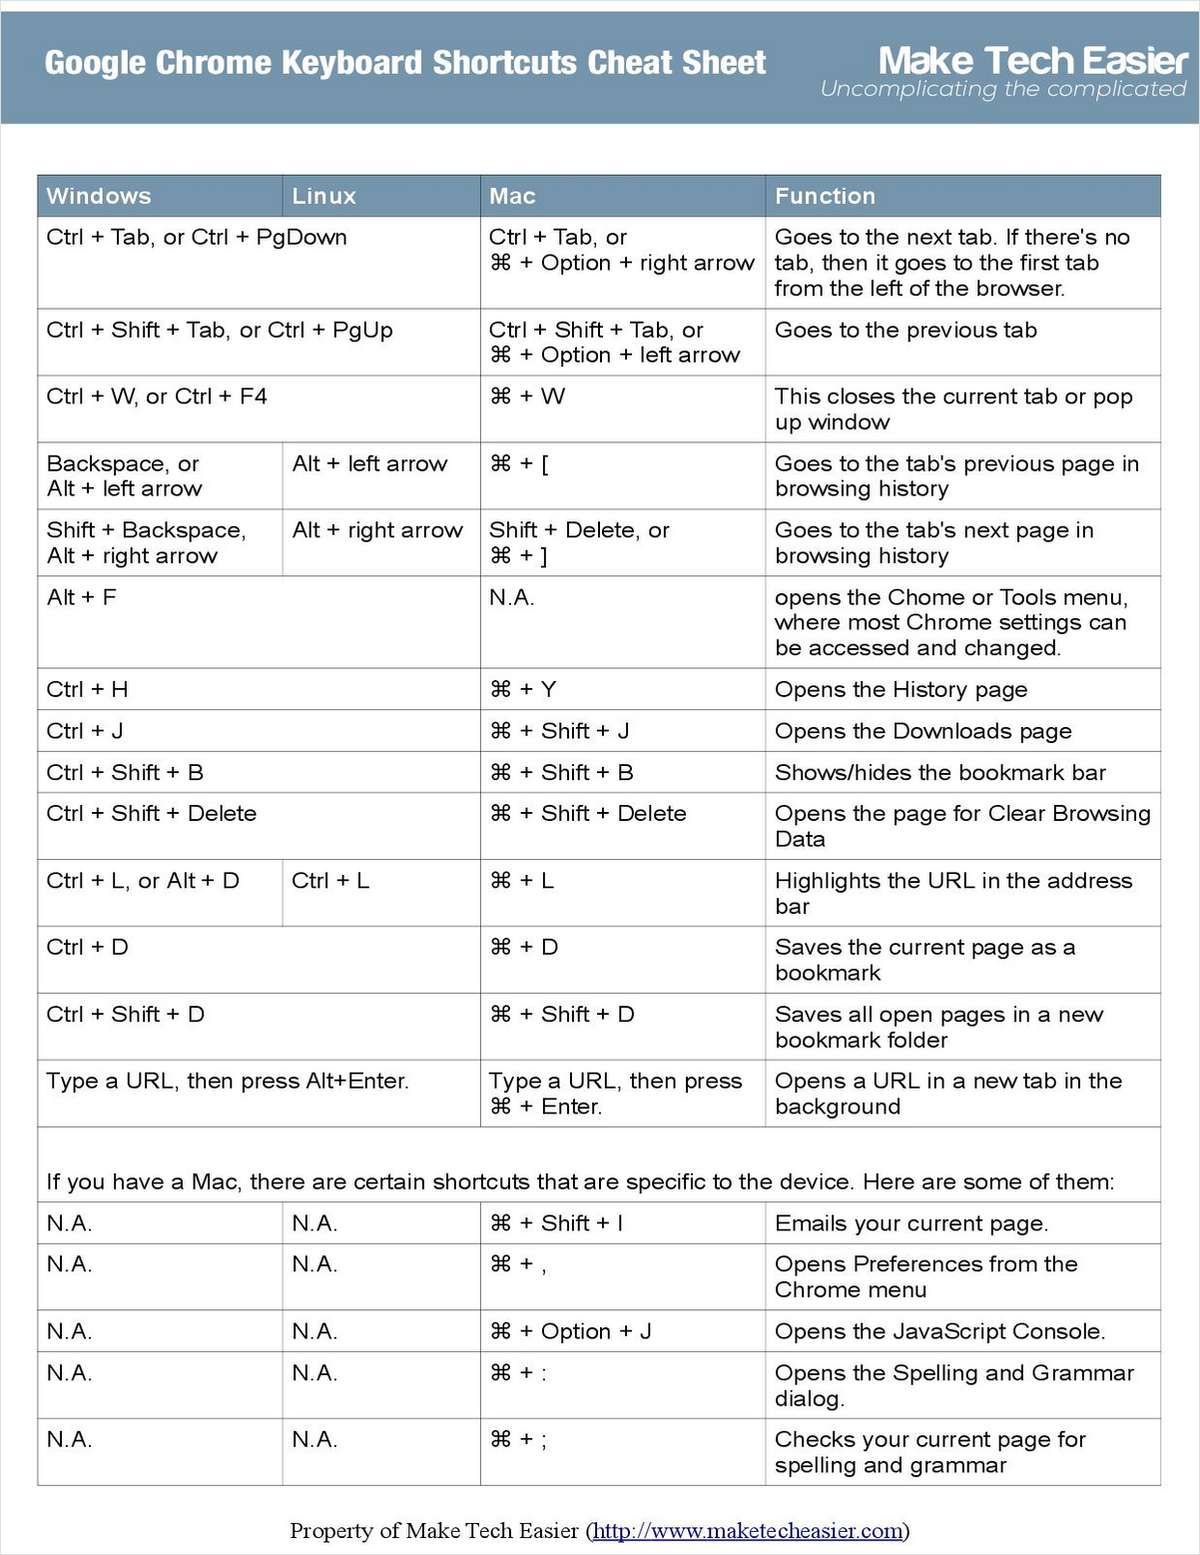 Google Chrome Keyboard Shortcuts Cheat Sheet
Make Tech Easier
Uncomplicating the complicated
Windows Linux Mac Function
Ctrl + Tab, or Ctrl + PgDown
Ctrl + Tab, or
⌘ + Option + right arrow
Goes to the next tab. If there's no
tab, then it goes to the first tab
from the left of the browser.
Ctrl + Shift + Tab, or Ctrl + PgUp
Ctrl + Shift + Tab, or
⌘ + Option + left arrow
Goes to the previous tab
Ctrl + W, or Ctrl + F4
⌘ + W
This closes the current tab or pop
up window
Backspace, or
Alt + left arrow
Alt + left arrow
⌘ + [
Goes to the tab's previous page in
browsing history
Shift + Backspace,
Alt + right arrow
Alt + right arrow
Shift + Delete, or
⌘ + ]
Goes to the tab's next page in
browsing history
Alt + F
N.A.
opens the Chome or Tools menu,
where most Chrome settings can
be accessed and changed.
Ctrl + H
⌘ + Y
Opens the History page
Ctrl + J
⌘ + Shift + J
Opens the Downloads page
Ctrl + Shift + B
⌘ + Shift + B
Shows/hides the bookmark bar
Ctrl + Shift + Delete
⌘ + Shift + Delete
Opens the page for Clear Browsing
Data
Ctrl + L, or Alt + D
Ctrl + L
⌘ + L
Highlights the URL in the address
bar
Ctrl + D
⌘ + D
Saves the current page as a
bookmark
Ctrl + Shift + D
⌘ + Shift + D
Saves all open pages in a new
bookmark folder
Type a URL, then press Alt+Enter.
Type a URL, then press
⌘ + Enter.
Opens a URL in a new tab in the
background
If you have a Mac, there are certain shortcuts that are specific to the device. Here are some of them:
N.A.
N.A.
⌘ + Shift + I
Emails your current page.
N.A.
N.A.
⌘ + ,
Opens Preferences from the
Chrome menu
N.A.
N.A.
⌘ + Option + J
Opens the JavaScript Console.
N.A.
N.A.
⌘ + :
Opens the Spelling and Grammar
dialog.
N.A.
N.A.
⌘ + ;
Checks your current page for
spelling and grammar
Property of Make Tech Easier (http://www.maketecheasier.com)